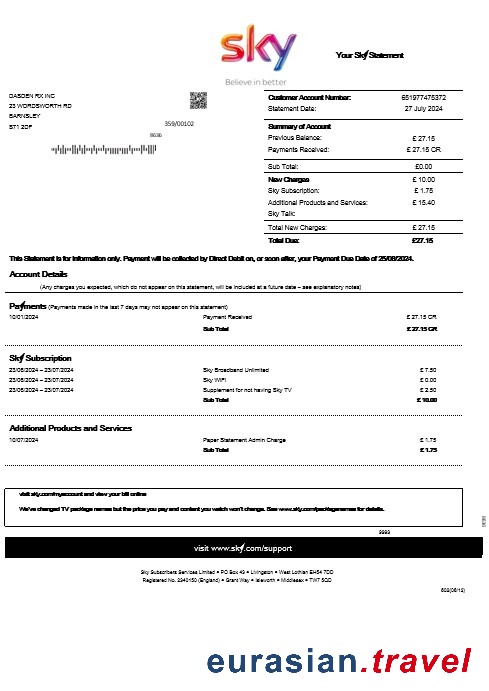 sky
Believe in better
Your Sky Statement
DASDEN RX INC
23 WORDSWORTH RD
BARNSLEY
S71 2DF
359/00102
8636
Customer Account Number: 651977475372
Statement Date: 27 July 2024
Summary of Account
Previous Balance: £ 27.15
Payments Received: £ 27.15 CR
Sub Total: £0.00
New Charges £ 10.00
Sky Subscription: £ 1.75
Additional Products and Services: £ 15.40
Sky Talk:
Total New Charges: £ 27.15
Total Due: £27.15
This Statement is for Information only. Payment will be collected by Direct Debit on, or soon after, your Payment Due Date of 25/08/2024.
Account Details
(Any charges you expected, which do not appear on this statement, will be included at a future date – see explanatory notes)
Payments (Payments made in the last 7 days may not appear on this statement)
10/01/2024 Payment Received £ 27.15 CR
Sub Total £ 27.15 CR
Sky Subscription
23/06/2024 – 23/07/2024 Sky Broadband Unlimited £ 7.50
23/06/2024 – 23/07/2024 Sky WIFI £ 0.00
23/06/2024 – 23/07/2024 Supplement for not having Sky TV £ 2.50
Sub Total £ 10.00
Additional Products and Services
10/07/2024 Paper Statement Admin Charge £ 1.75
Sub Total £ 1.75
visit sky.com/myaccount and view your bill online
We've changed TV package names but the price you pay and content you watch won't change. See www.sky.com/packagenames for details.
visit www.sky.com/support
Sky Subscribers Services Limited • PO Box 43 • Livingston • West Lothian EH54 7DD
Registered No. 2340150 (England) • Grant Way • Isleworth • Middlesex • TW7 5QD
eurasian.travel